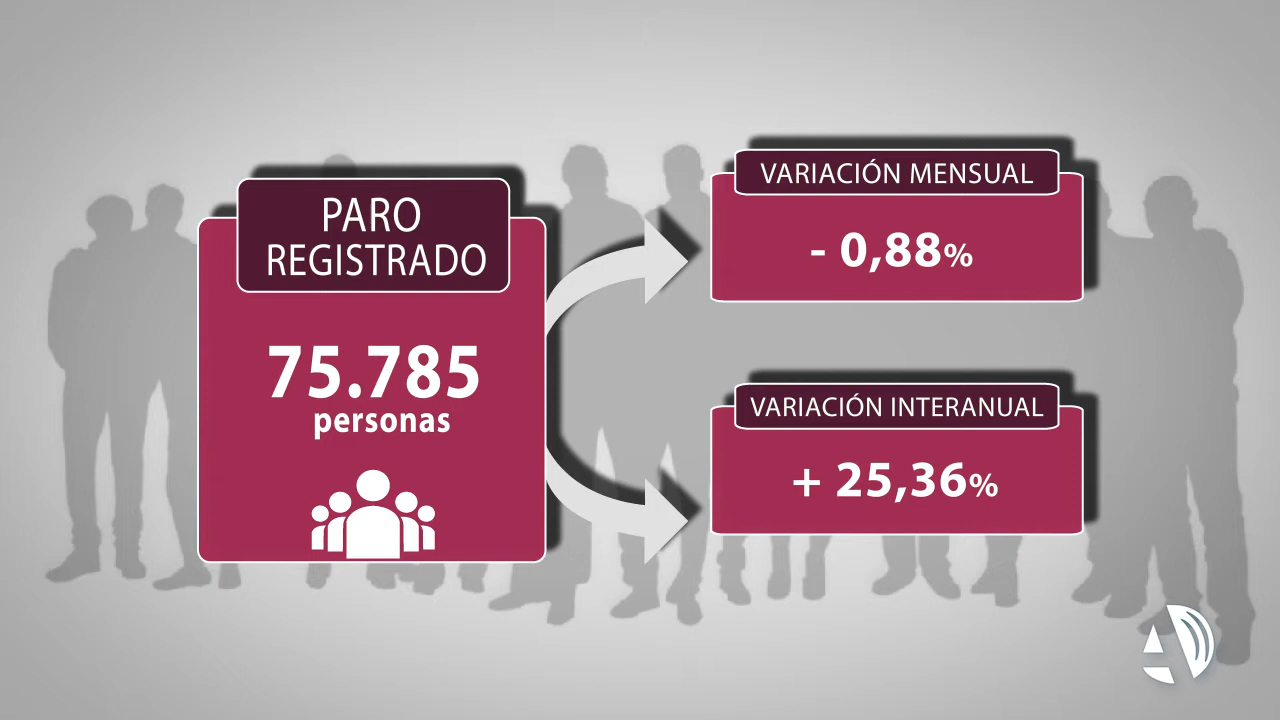 PARO
REGISTRADO
75.785
personas
VARIACIÓN MENSUAL
- 0,88%
VARIACIÓN INTERANUAL
+ 25,36%